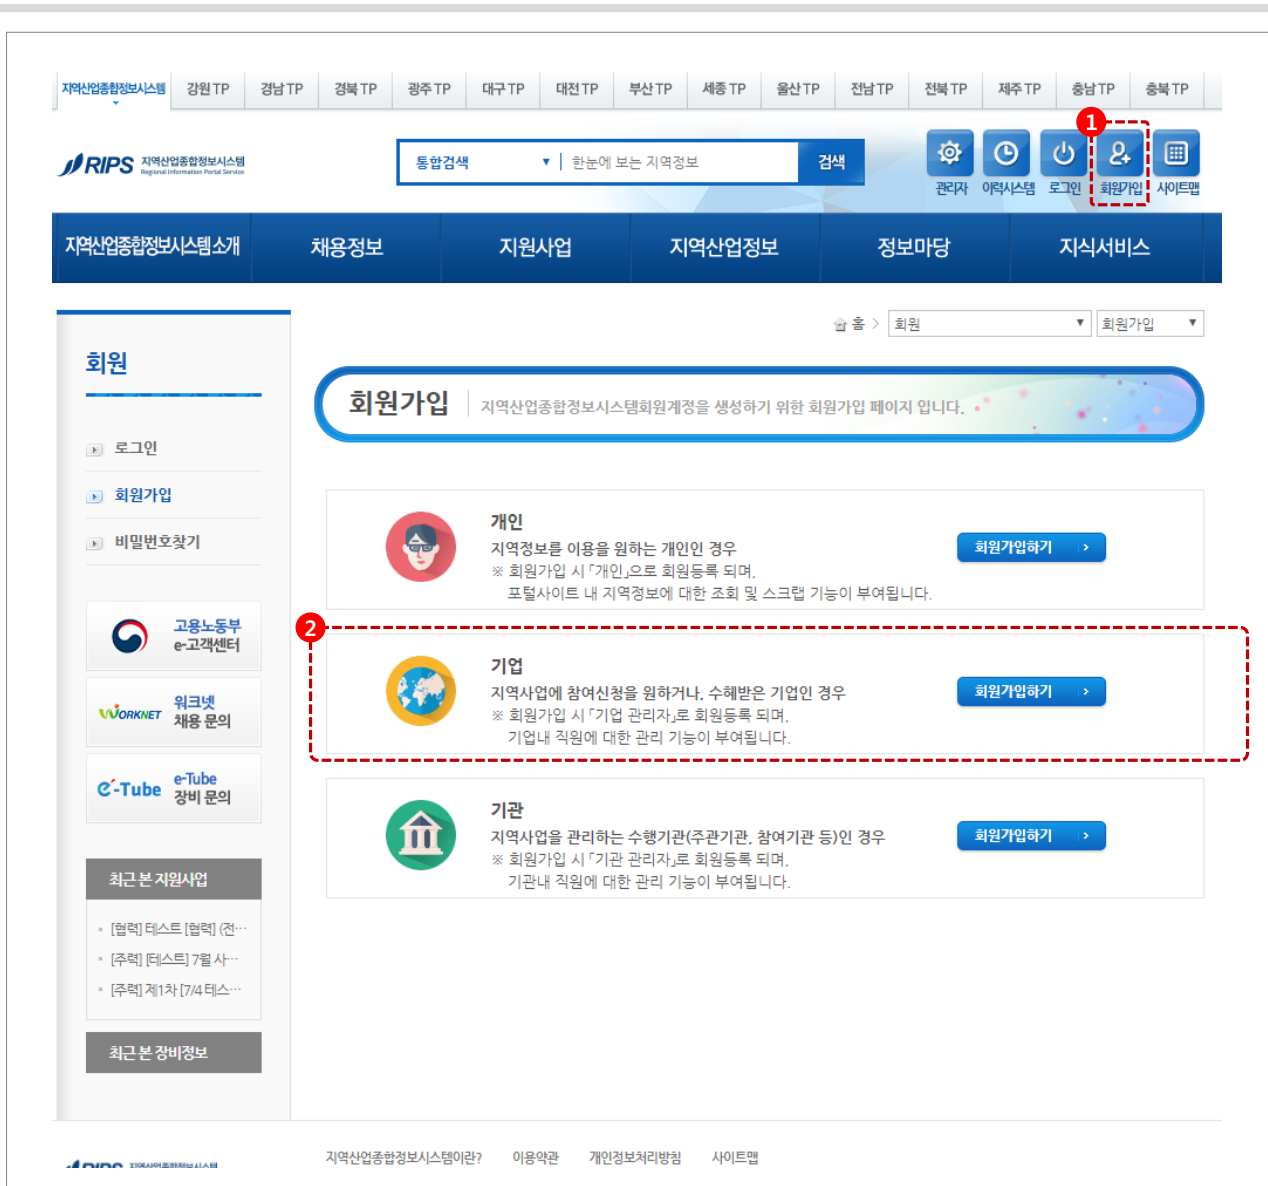 지역산업종합정보시스템 강원TP 경남TP 경북TP 광주TP 대구TP 대전TP 부산TP 세종TP 울산TP 전남TP 전북TP 제주TP 충남TP 충북TP
1
RIPS 지역산업종합정보시스템
Regional Information Portal Service
통합검색 ▼ 한눈에 보는 지역정보 검색
관리자 이력시스템 로그인 회원가입 사이트맵
지역산업종합정보시스템 소개 채용정보 지원사업 지역산업정보 정보마당 지식서비스
홈 > 회원 ▼ 회원가입 ▼
회원
로그인
회원가입
비밀번호찾기
고용노동부
e-고객센터
WORKNET 워크넷
채용 문의
e-Tube e-Tube
장비 문의
최근 본 지원사업
[협력] 테스트 [협력] (전…
[주력] [테스트] 7월 사…
[주력] 제1차 [7/4 테스…
최근 본 장비정보
회원가입 지역산업종합정보시스템회원계정을 생성하기 위한 회원가입 페이지 입니다.
개인
지역정보를 이용을 원하는 개인인 경우
※ 회원가입 시 「개인」으로 회원등록 되며,
포털사이트 내 지역정보에 대한 조회 및 스크랩 기능이 부여됩니다.
회원가입하기 >
2
기업
지역사업에 참여신청을 원하거나, 수혜받은 기업인 경우
※ 회원가입 시 「기업 관리자」로 회원등록 되며,
기업내 직원에 대한 관리 기능이 부여됩니다.
회원가입하기 >
기관
지역사업을 관리하는 수행기관(주관기관, 참여기관 등)인 경우
※ 회원가입 시 「기관 관리자」로 회원등록 되며,
기관내 직원에 대한 관리 기능이 부여됩니다.
회원가입하기 >
RIPS 지역산업종합정보시스템
지역산업종합정보시스템이란? 이용약관 개인정보처리방침 사이트맵